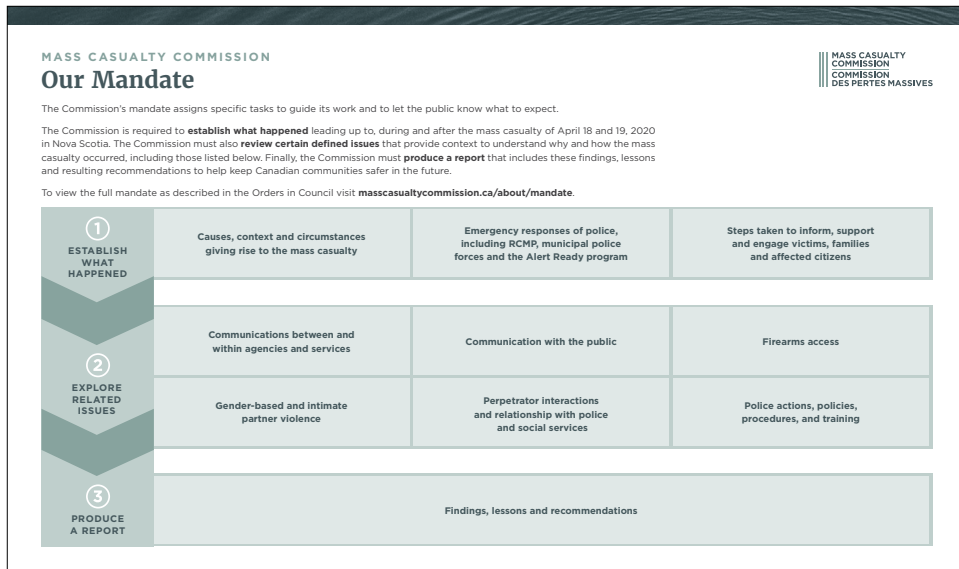 MASS CASUALTY COMMISSION
Our Mandate
MASS CASUALTY
COMMISSION
COMMISSION
DES PERTES MASSIVES
The Commission's mandate assigns specific tasks to guide its work and to let the public know what to expect.
The Commission is required to establish what happened leading up to, during and after the mass casualty of April 18 and 19, 2020
in Nova Scotia. The Commission must also review certain defined issues that provide context to understand why and how the mass
casualty occurred, including those listed below. Finally, the Commission must produce a report that includes these findings, lessons
and resulting recommendations to help keep Canadian communities safer in the future.
To view the full mandate as described in the Orders in Council visit masscasualtycommission.ca/about/mandate.
1
ESTABLISH
WHAT
HAPPENED
Causes, context and circumstances
giving rise to the mass casualty
Emergency responses of police,
including RCMP, municipal police
forces and the Alert Ready program
Steps taken to inform, support
and engage victims, families
and affected citizens
2
EXPLORE
RELATED
ISSUES
Communications between and
within agencies and services
Communication with the public
Firearms access
Gender-based and intimate
partner violence
Perpetrator interactions
and relationship with police
and social services
Police actions, policies,
procedures, and training
3
PRODUCE
A REPORT
Findings, lessons and recommendations